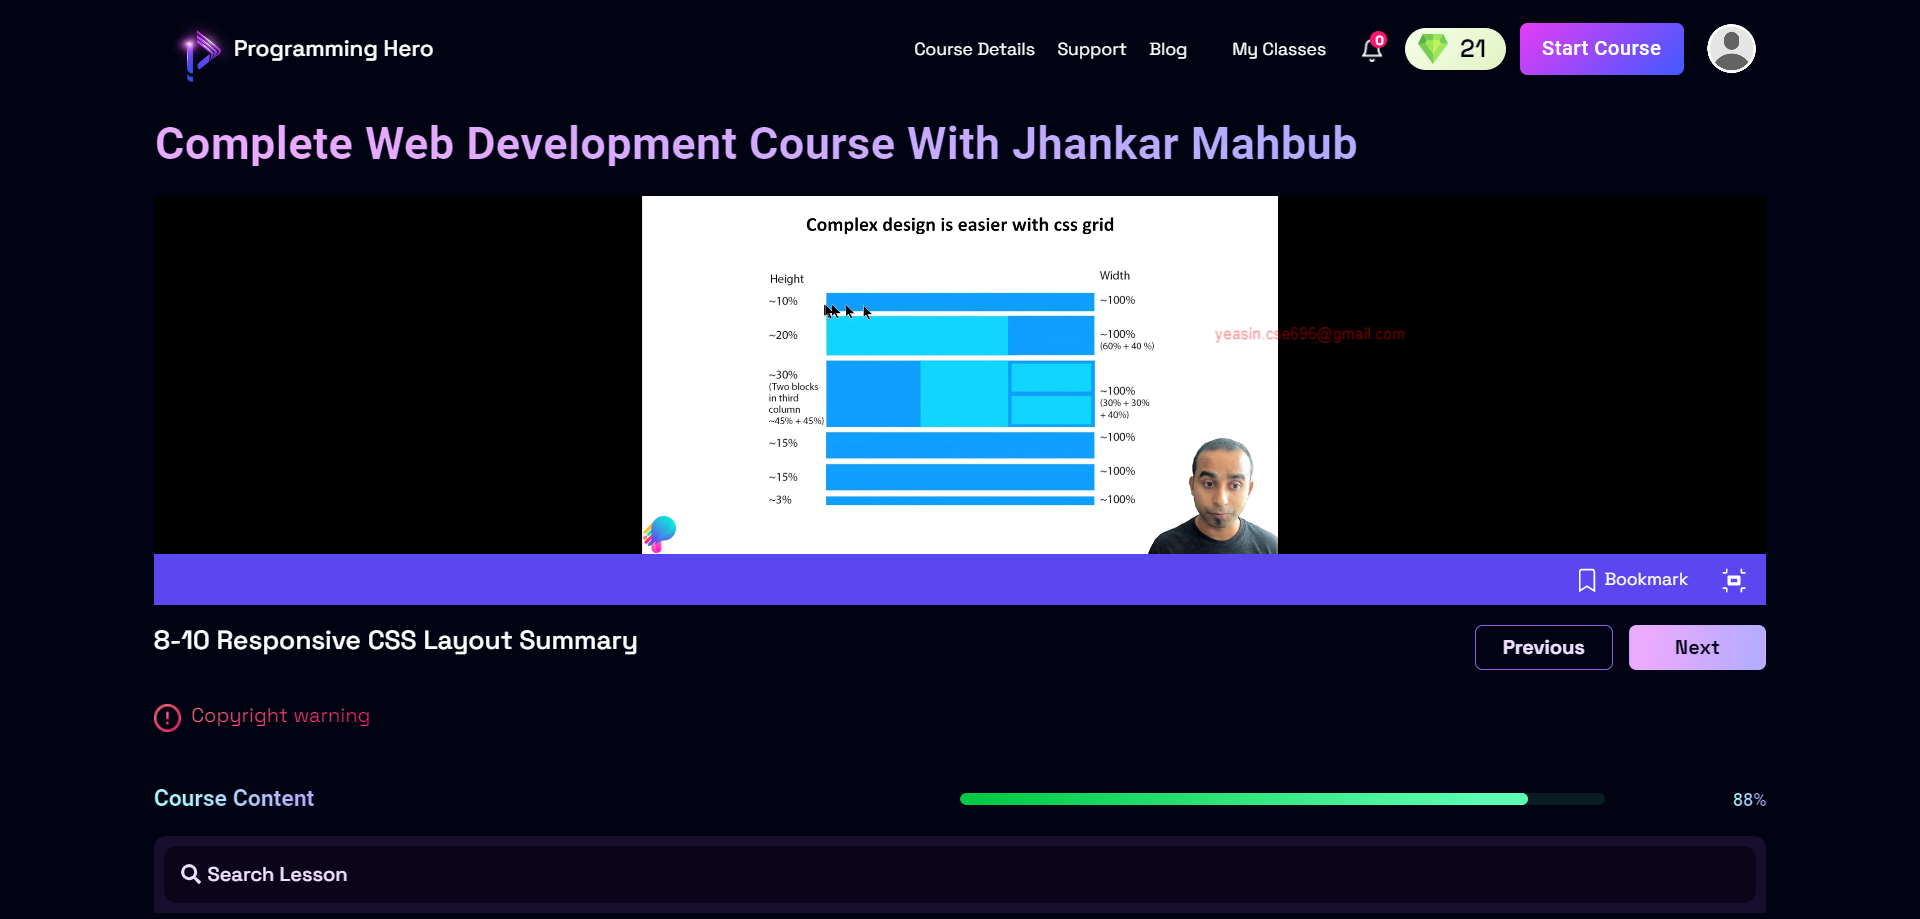 Programming Hero
Course Details Support Blog My Classes 0 21 Start Course
Complete Web Development Course With Jhankar Mahbub
Complex design is easier with css grid
Height
Width
~10%
~100%
~20%
~100%
(60% + 40 %)
~30%
(Two blocks
in third
column
~45% + 45%)
~100%
(30% + 30%
+ 40%)
~15%
~100%
~15%
~100%
~3%
~100%
yeasin.cse696@gmail.com
Bookmark
8-10 Responsive CSS Layout Summary
Previous Next
Copyright warning
Course Content 88%
Search Lesson